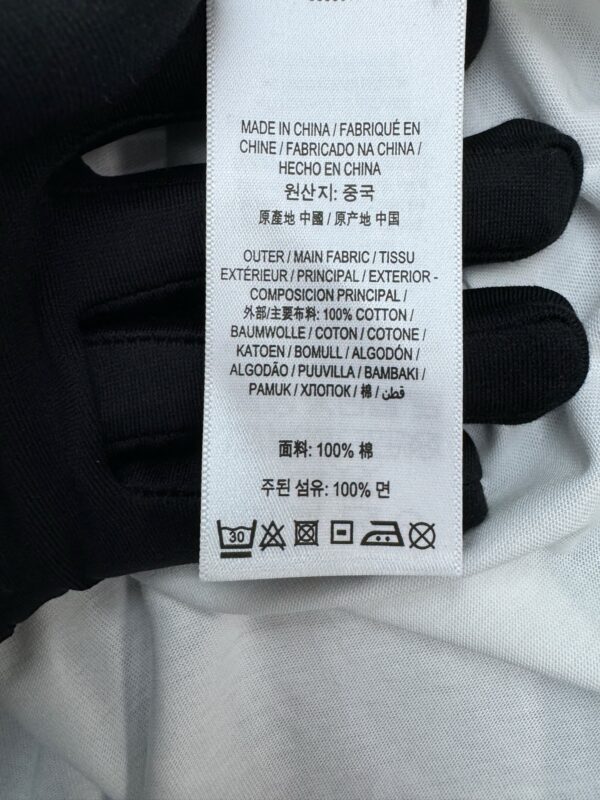 MADE IN CHINA / FABRIQUÉ EN
CHINE / FABRICADO NA CHINA /
HECHO EN CHINA
원산지: 중국
原產地 中國 / 原产地 中国
OUTER / MAIN FABRIC / TISSU
EXTÉRIEUR / PRINCIPAL / EXTERIOR -
COMPOSICION PRINCIPAL /
外部/主要布料: 100% COTTON /
BAUMWOLLE / COTON / COTONE /
KATOEN / BOMULL / ALGODÓN /
ALGODÃO / PUUVILLA / BAMBAKI /
PAMUK / ХЛОПОК / 棉 / قطن
面料: 100% 棉
주된 섬유: 100% 면
30